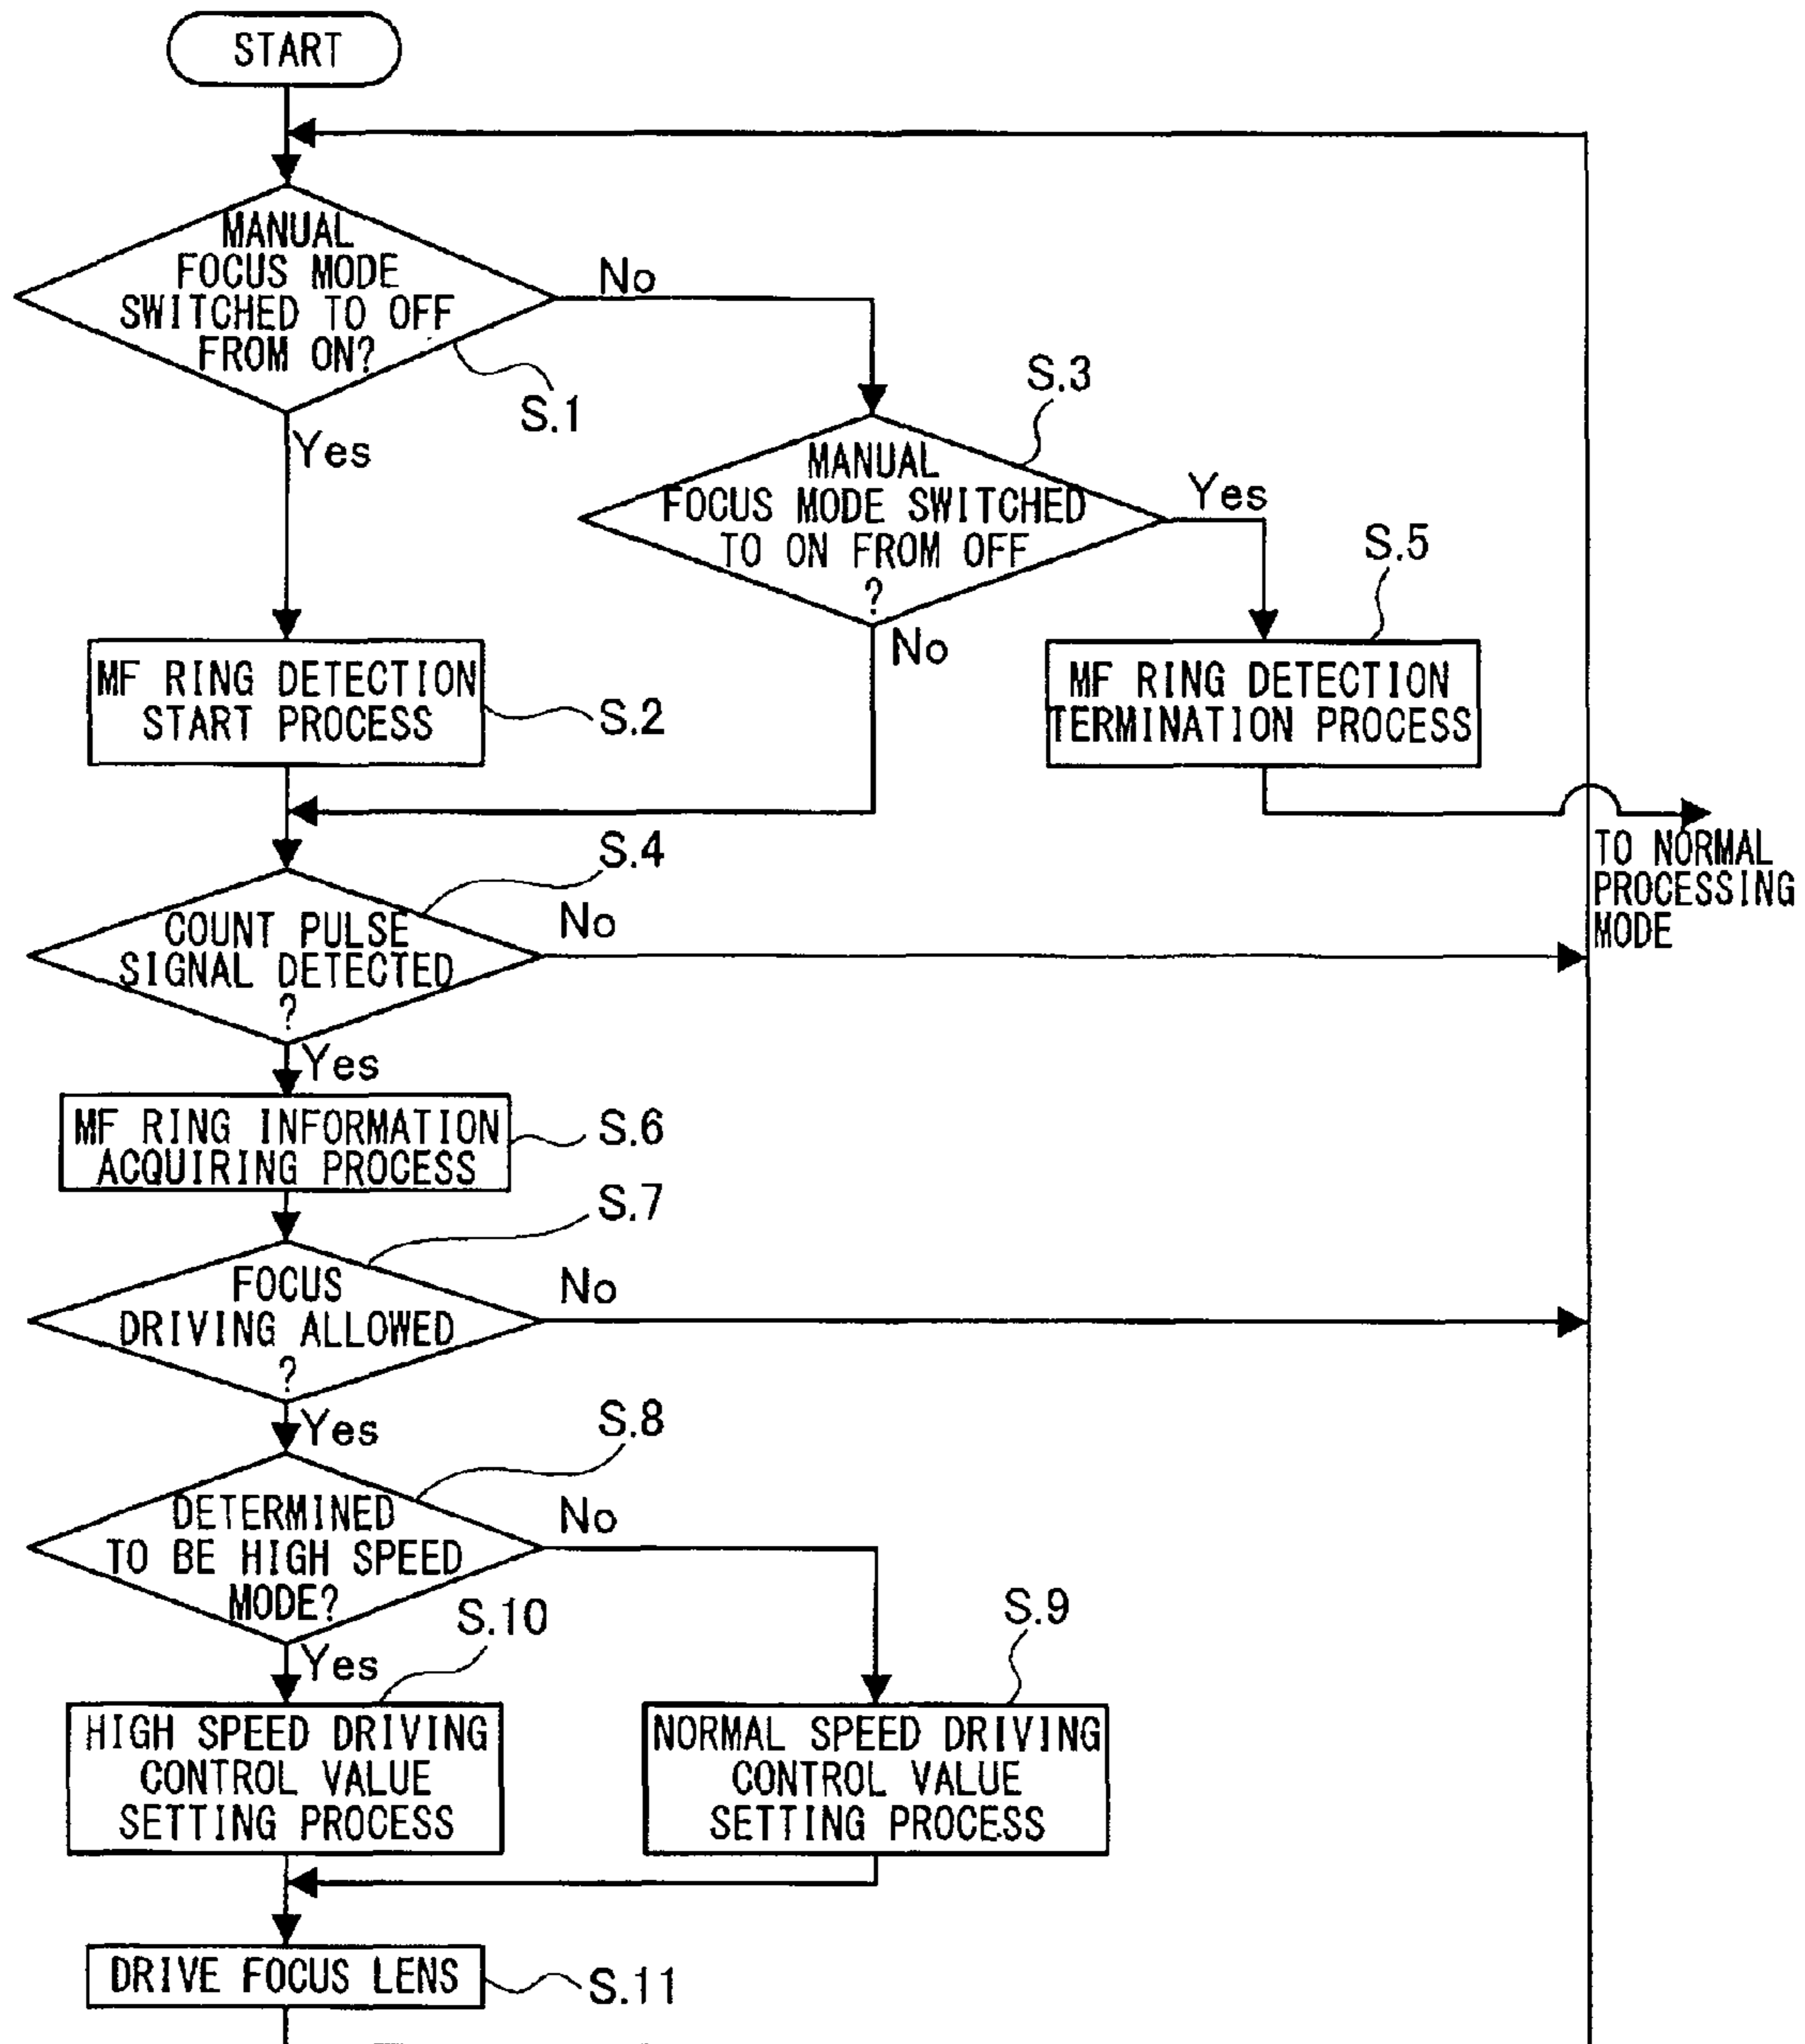 START
MANUAL
FOCUS MODE
SWITCHED TO OFF
FROM ON?
No
S.1
Yes
S.3
MANUAL
FOCUS MODE SWITCHED
TO ON FROM OFF
?
Yes
No
S.5
MF RING DETECTION
START PROCESS
S.2
MF RING DETECTION
TERMINATION PROCESS
TO NORMAL
PROCESSING
MODE
S.4
COUNT PULSE
SIGNAL DETECTED
?
No
Yes
MF RING INFORMATION
ACQUIRING PROCESS
S.6
S.7
FOCUS
DRIVING ALLOWED
?
No
Yes
S.8
DETERMINED
TO BE HIGH SPEED
MODE?
No
Yes
S.10
S.9
HIGH SPEED DRIVING
CONTROL VALUE
SETTING PROCESS
NORMAL SPEED DRIVING
CONTROL VALUE
SETTING PROCESS
DRIVE FOCUS LENS
S.11